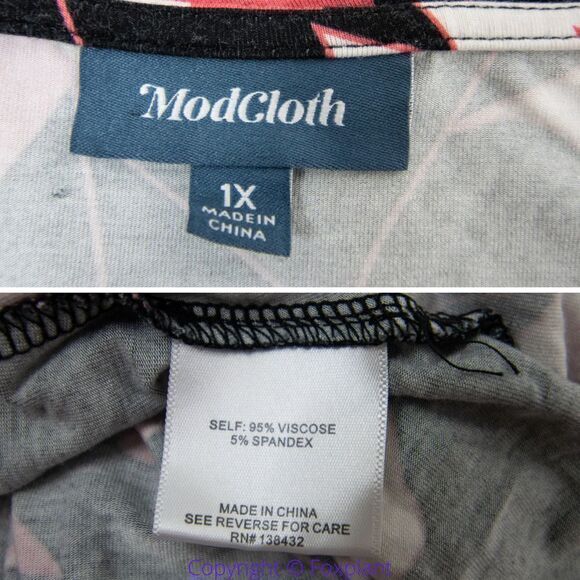 ModCloth
1X
MADE IN
CHINA
SELF: 95% VISCOSE
5% SPANDEX
MADE IN CHINA
SEE REVERSE FOR CARE
RN# 138432
Copyright © Foxplant